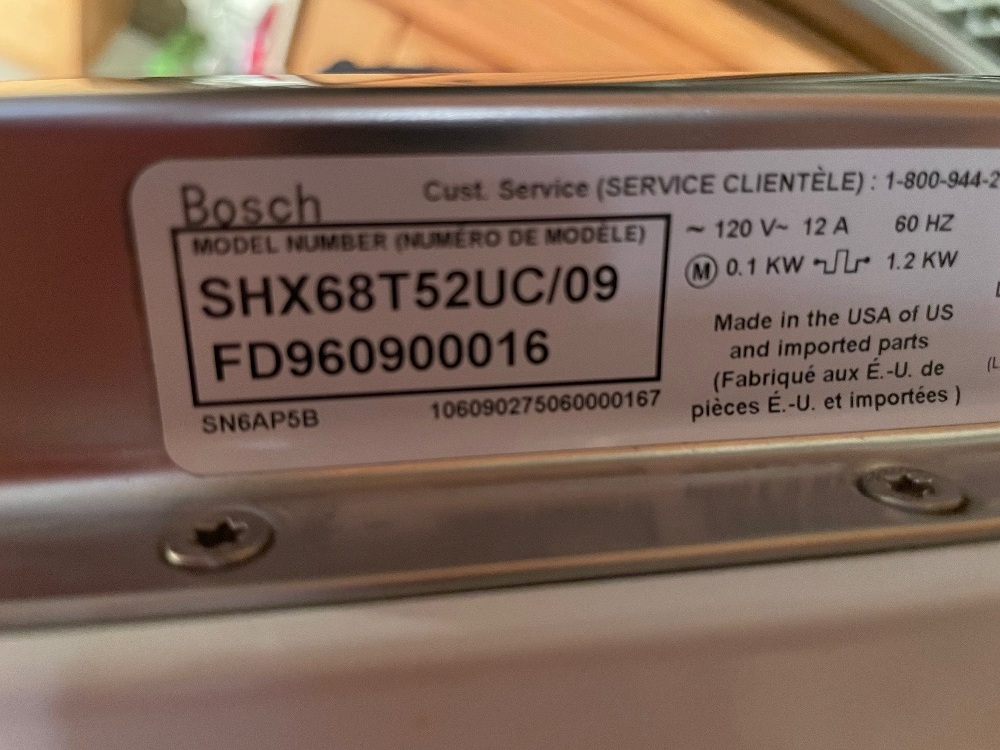 Bosch
Cust. Service (SERVICE CLIENTÈLE) : 1-800-944-2
MODEL NUMBER (NUMÉRO DE MODÈLE)
SHX68T52UC/09
FD960900016
SN6AP5B
106090275060000167
~ 120 V~ 12 A 60 HZ
M 0.1 KW 1.2 KW
Made in the USA of US
and imported parts
(Fabriqué aux É.-U. de
pièces É.-U. et importées )
(L